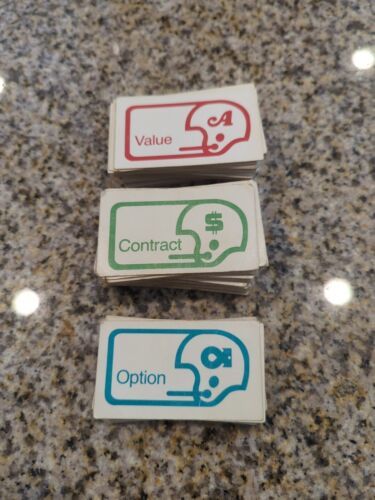 A
Value
$
Contract
Option